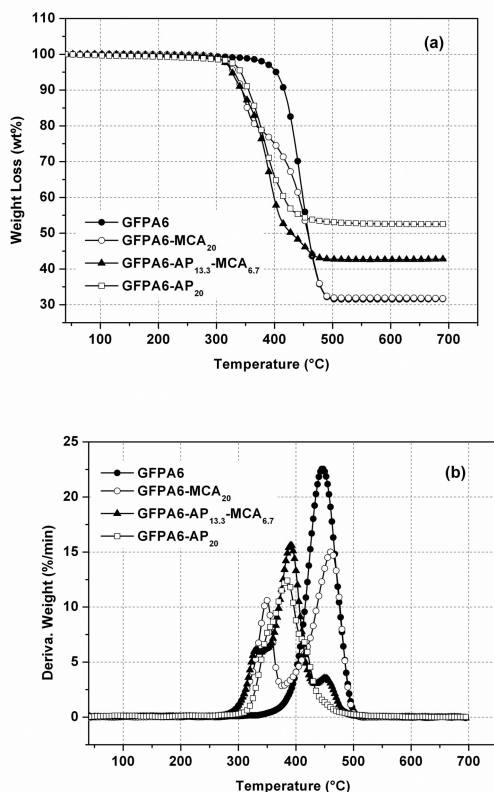 110
100
90
80
70
60
50
40
30
Weight Loss (wt%)
(a)
GFPA6
GFPA6-MCA20
GFPA6-AP13.3-MCA6.7
GFPA6-AP20
100 200 300 400 500 600 700
Temperature (°C)
25
20
15
10
5
0
Deriva. Weight (%/min)
(b)
GFPA6
GFPA6-MCA20
GFPA6-AP13.3-MCA6.7
GFPA6-AP20
100 200 300 400 500 600 700
Temperature (°C)